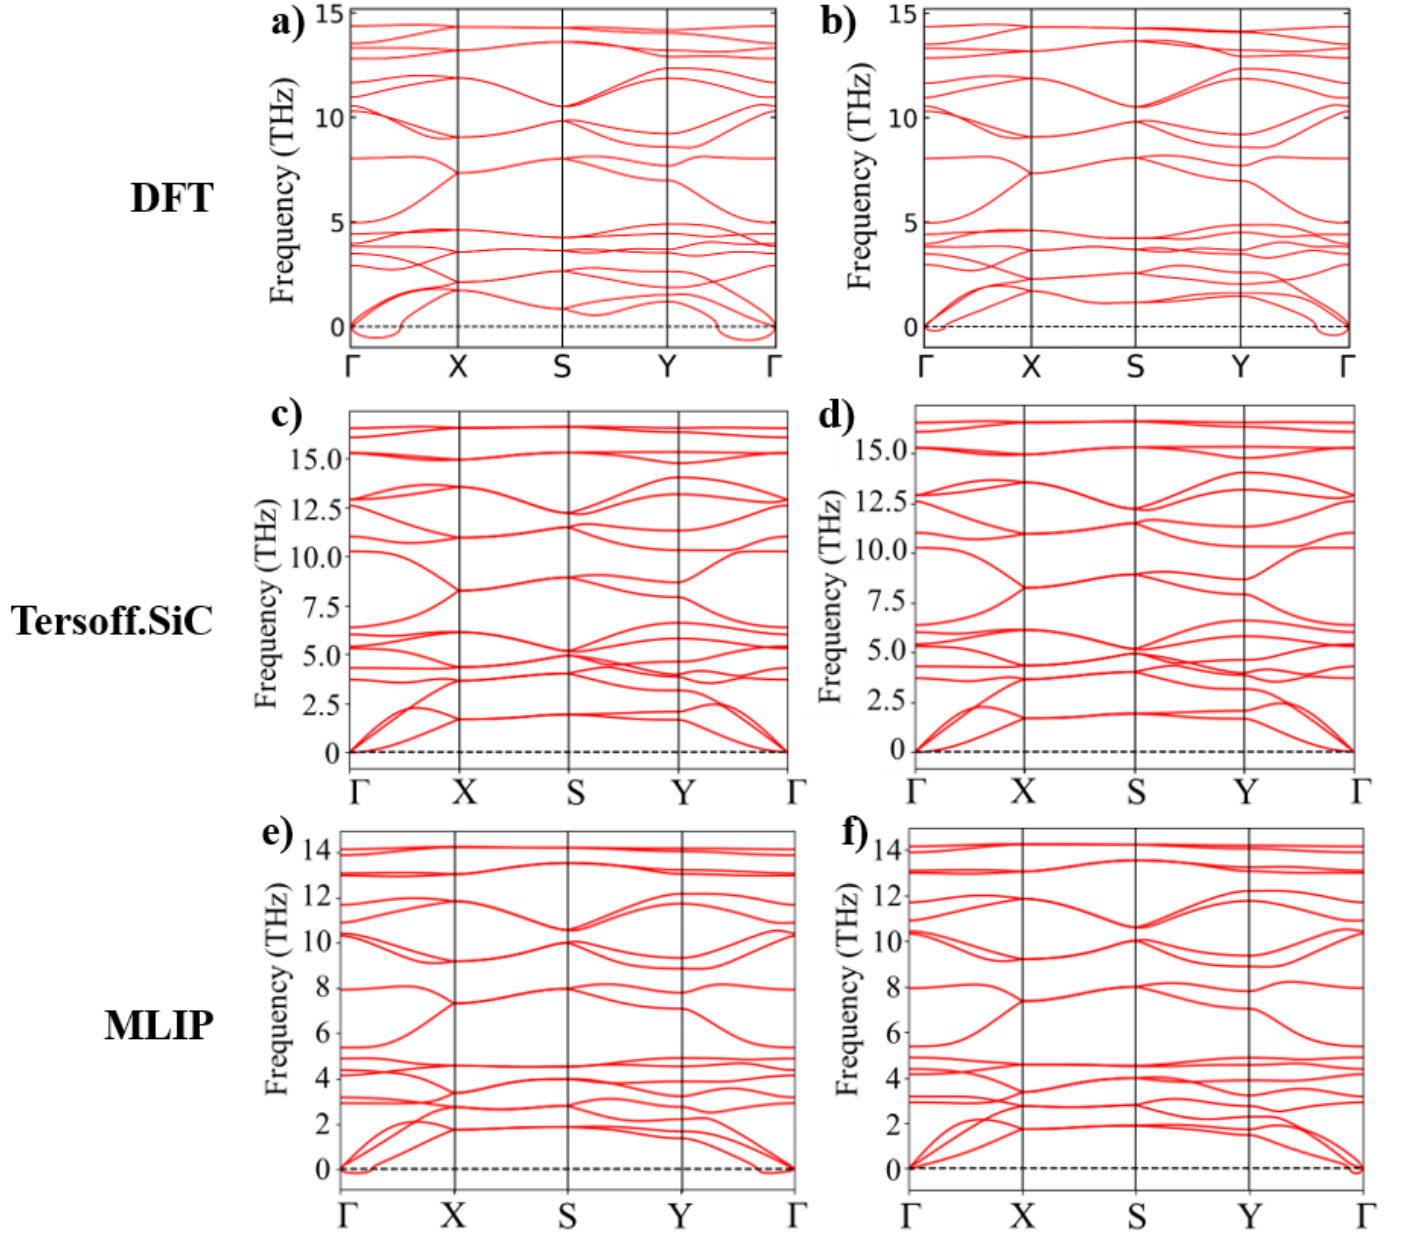 a)
b)
DFT
Frequency (THz)
15
10
5
0
Γ X S Y Γ
Frequency (THz)
15
10
5
0
Γ X S Y Γ
c)
d)
Tersoff.SiC
Frequency (THz)
15.0
12.5
10.0
7.5
5.0
2.5
0
Γ X S Y Γ
Frequency (THz)
15.0
12.5
10.0
7.5
5.0
2.5
0
Γ X S Y Γ
e)
f)
MLIP
Frequency (THz)
14
12
10
8
6
4
2
0
Γ X S Y Γ
Frequency (THz)
14
12
10
8
6
4
2
0
Γ X S Y Γ